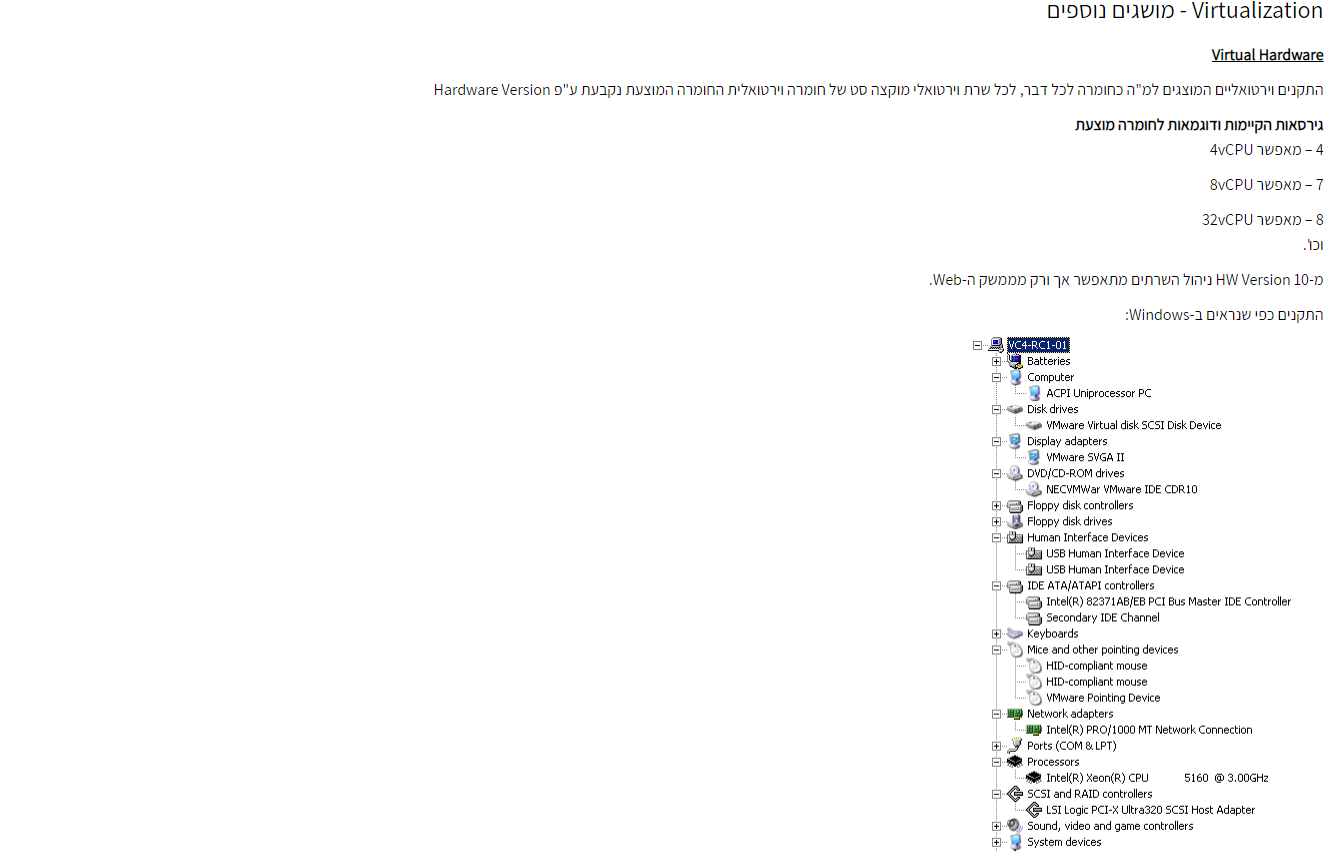 Virtualization - מושגים נוספים
Virtual Hardware
התקנים וירטואליים המוצגים למ"ה כחומרה לכל דבר, לכל שרת וירטואלי מוקצה סט של חומרה וירטואלית החומרה המוצעת נקבעת ע"פ Hardware Version
גירסאות הקיימות ודוגמאות לחומרה מוצעת
4 – מאפשר 4vCPU
7 – מאפשר 8vCPU
8 – מאפשר 32vCPU
וכו'.
מ-HW Version 10 ניהול השרתים מתאפשר אך ורק מממשק ה-Web.
התקנים כפי שנראים ב-Windows:
VC4-RC1-01
Batteries
Computer
ACPI Uniprocessor PC
Disk drives
VMware Virtual disk SCSI Disk Device
Display adapters
VMware SVGA II
DVD/CD-ROM drives
NECVMWar VMware IDE CDR10
Floppy disk controllers
Floppy disk drives
Human Interface Devices
USB Human Interface Device
USB Human Interface Device
IDE ATA/ATAPI controllers
Intel(R) 82371AB/EB PCI Bus Master IDE Controller
Secondary IDE Channel
Keyboards
Mice and other pointing devices
HID-compliant mouse
HID-compliant mouse
VMware Pointing Device
Network adapters
Intel(R) PRO/1000 MT Network Connection
Ports (COM & LPT)
Processors
Intel(R) Xeon(R) CPU 5160 @ 3.00GHz
SCSI and RAID controllers
LSI Logic PCI-X Ultra320 SCSI Host Adapter
Sound, video and game controllers
System devices